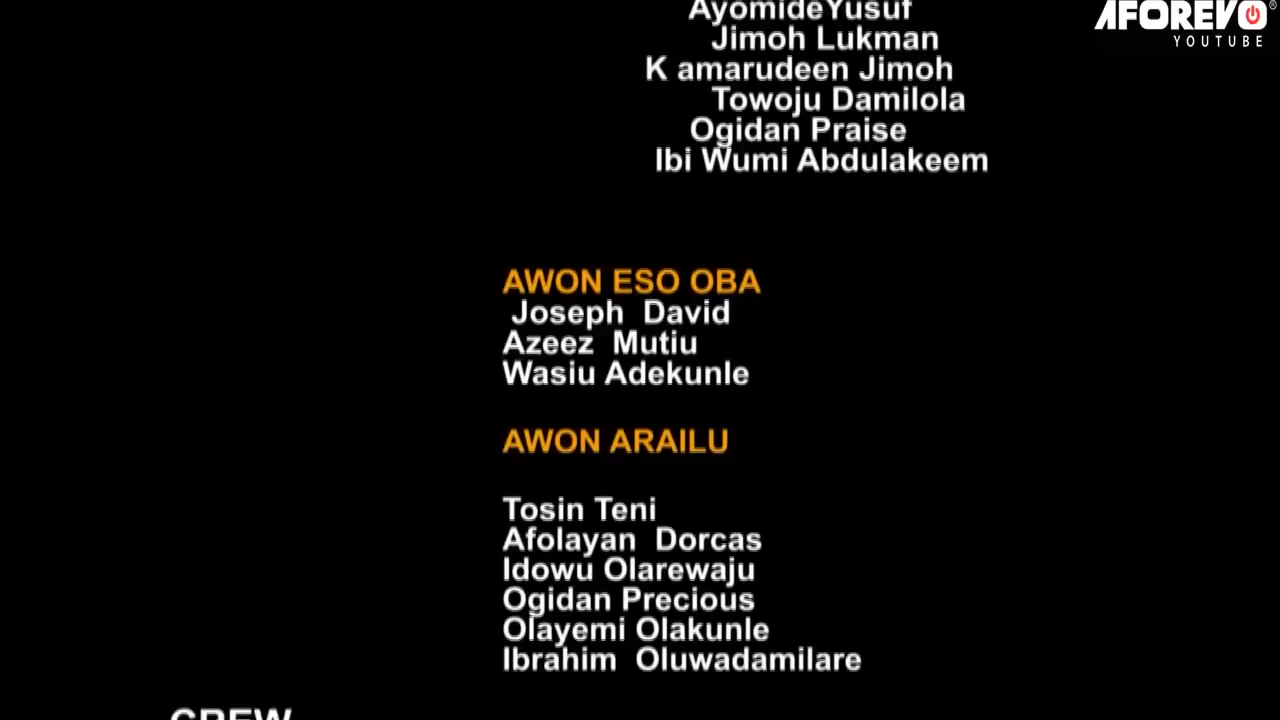 AFOREVO®
YOUTUBE
AyomideYusuf
Jimoh Lukman
K amarudeen Jimoh
Towoju Damilola
Ogidan Praise
Ibi Wumi Abdulakeem
AWON ESO OBA
Joseph  David
Azeez  Mutiu
Wasiu Adekunle
AWON ARAILU
Tosin Teni
Afolayan  Dorcas
Idowu Olarewaju
Ogidan Precious
Olayemi Olakunle
Ibrahim  Oluwadamilare
CREW